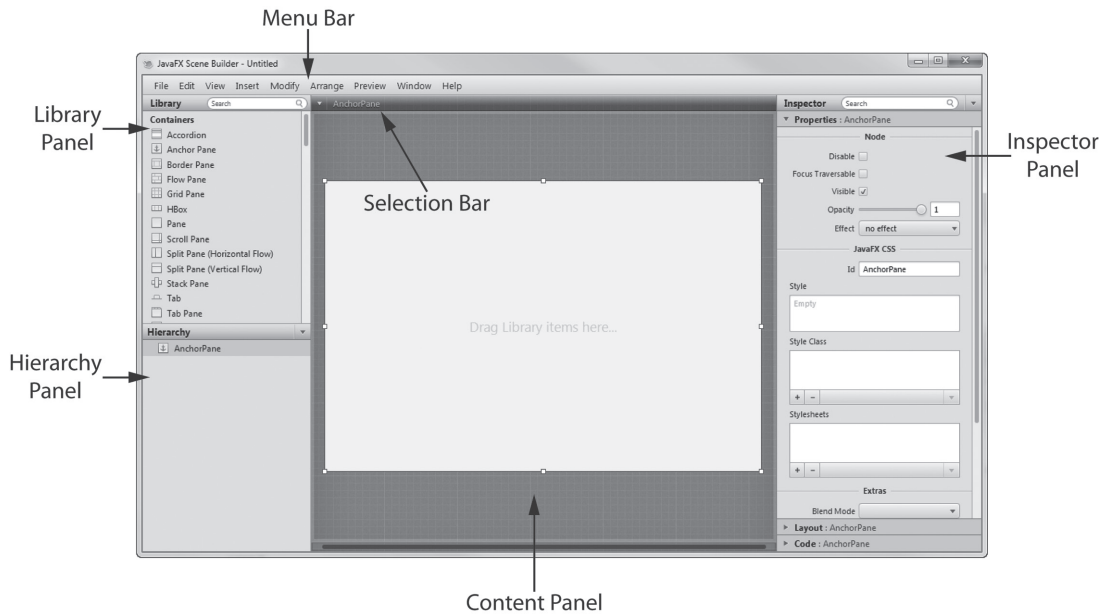 Menu Bar
JavaFX Scene Builder - Untitled
File Edit View Insert Modify Arrange Preview Window Help
Library
Panel
Library Search
Containers
Accordion
Anchor Pane
Border Pane
Flow Pane
Grid Pane
HBox
Pane
Scroll Pane
Split Pane (Horizontal Flow)
Split Pane (Vertical Flow)
Stack Pane
Tab
Tab Pane
Hierarchy
AnchorPane
Hierarchy
Panel
AnchorPane
Selection Bar
Drag Library items here...
Content Panel
Inspector Search
Properties : AnchorPane
Node
Disable
Focus Traversable
Visible
Opacity 1
Effect no effect
JavaFX CSS
Id AnchorPane
Style
Empty
Style Class
+ -
Stylesheets
+ -
Extras
Blend Mode
Layout : AnchorPane
Code : AnchorPane
Inspector
Panel